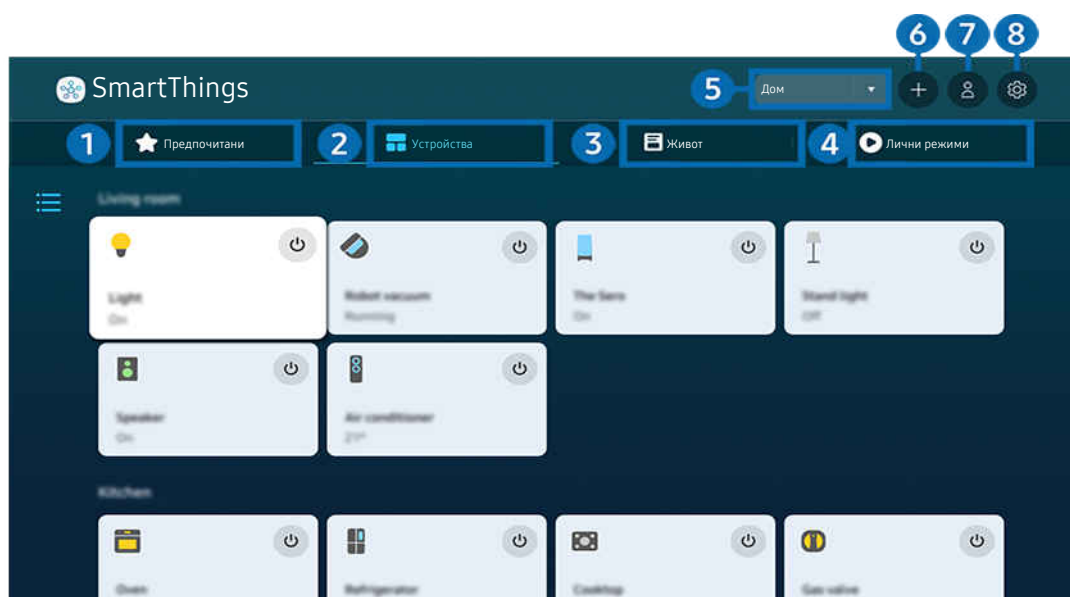 6 7 8
SmartThings
5 Дом
1 Предпочитани 2 Устройства 3 Живот 4 Лични режими
Living room
Light
On
Robot vacuum
Running
The Sero
On
Stand light
Off
Speaker
On
Air conditioner
Kitchen
Oven
Refrigerator
Cooktop
Gas valve